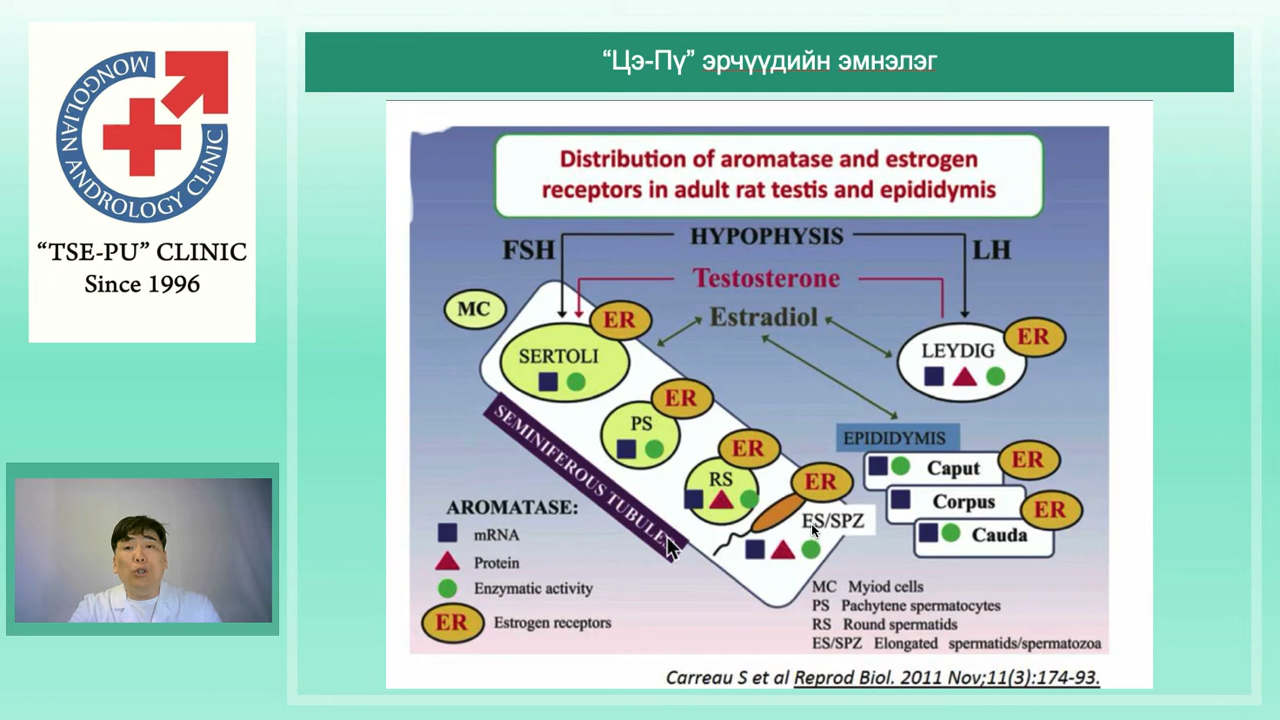 MONGOLIAN ANDROLOGY CLINIC
“TSE-PU” CLINIC
Since 1996
“Цэ-Пү” эрчүүдийн эмнэлэг
Distribution of aromatase and estrogen
receptors in adult rat testis and epididymis
HYPOPHYSIS
FSH
LH
Testosterone
Estradiol
MC
ER
SERTOLI
LEYDIG
ER
PS
ER
RS
ER
ER
ES/SPZ
SEMINIFEROUS TUBULES
EPIDIDYMIS
Caput
ER
Corpus
ER
Cauda
AROMATASE:
mRNA
Protein
Enzymatic activity
ER Estrogen receptors
MC Myiod cells
PS Pachytene spermatocytes
RS Round spermatids
ES/SPZ Elongated spermatids/spermatozoa
Carreau S et al Reprod Biol. 2011 Nov;11(3):174-93.